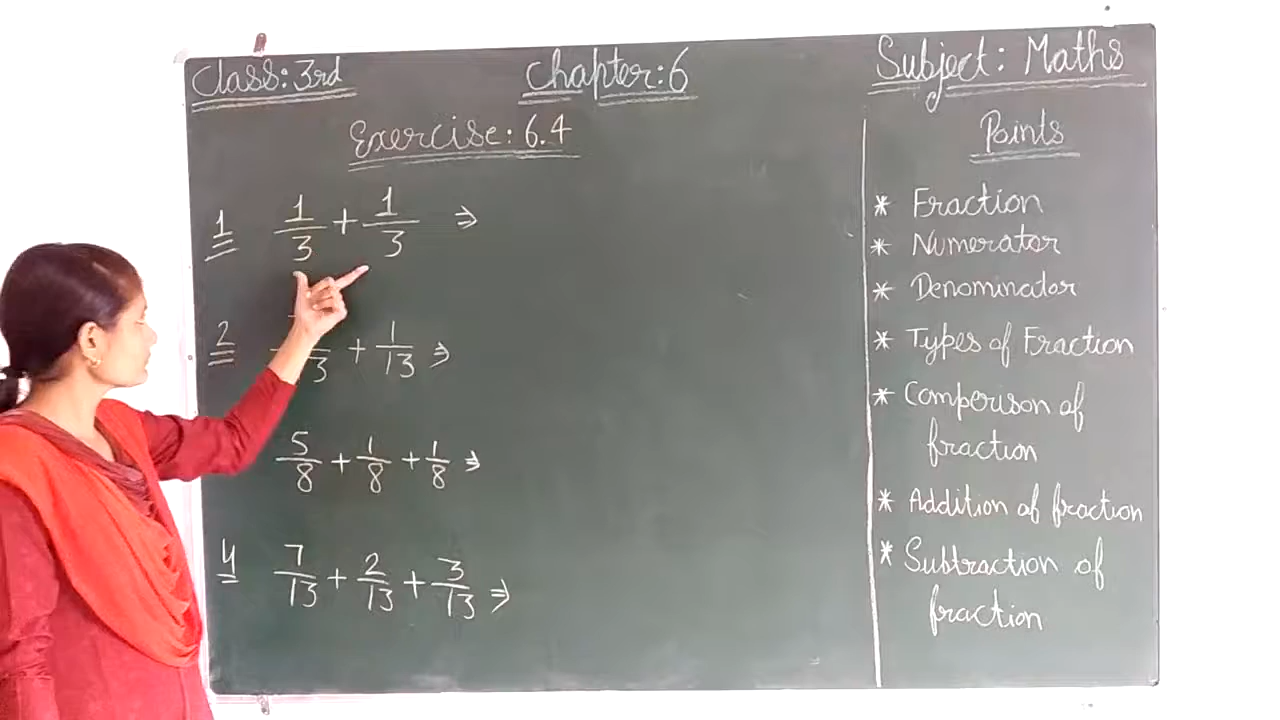 Class: 3rd
Chapter: 6
Subject: Maths
Exercise: 6.4
1 1/3 + 1/3 ⇒
2 + 1/13 ⇒
5/8 + 1/8 + 1/8 ⇒
4 7/13 + 2/13 + 3/13 ⇒
Points
* Fraction
* Numerator
* Denominator
* Types of Fraction
* Comperison of
fraction
* Addition of fraction
* Subtraction of
fraction